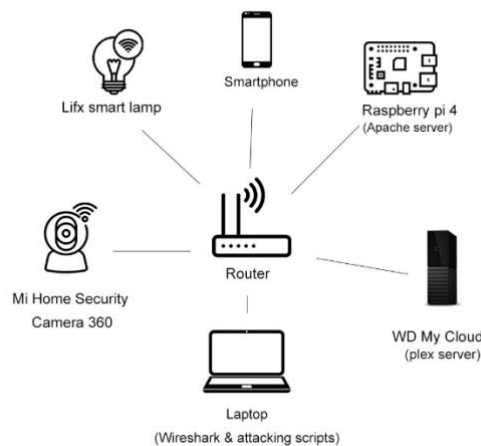 Smartphone
Lifx smart lamp
Raspberry pi 4
(Apache server)
Router
Mi Home Security
Camera 360
WD My Cloud
(plex server)
Laptop
(Wireshark & attacking scripts)